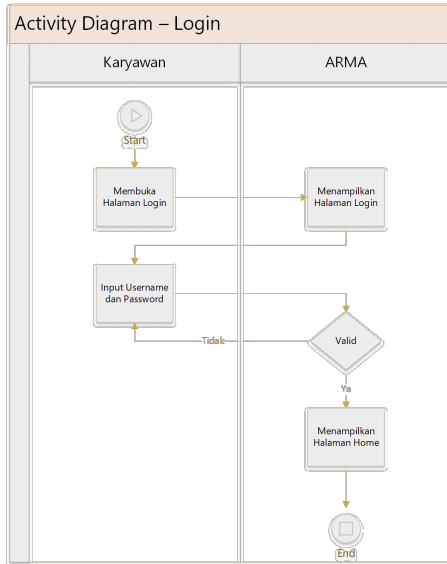 Activity Diagram – Login
Karyawan
ARMA
Start
Membuka
Halaman Login
Menampilkan
Halaman Login
Input Username
dan Password
Valid
Tidak
Ya
Menampilkan
Halaman Home
End